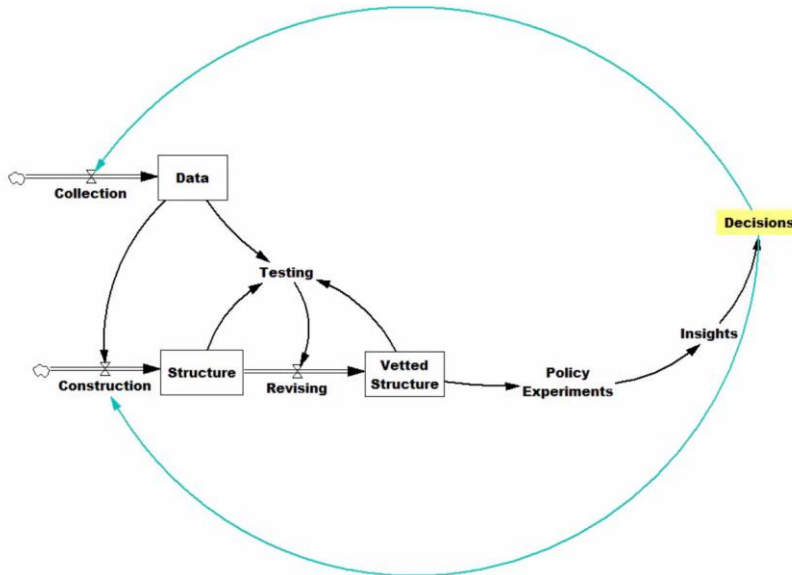 Data
Collection
Decisions
Testing
Insights
Construction
Structure
Revising
Vetted
Structure
Policy
Experiments